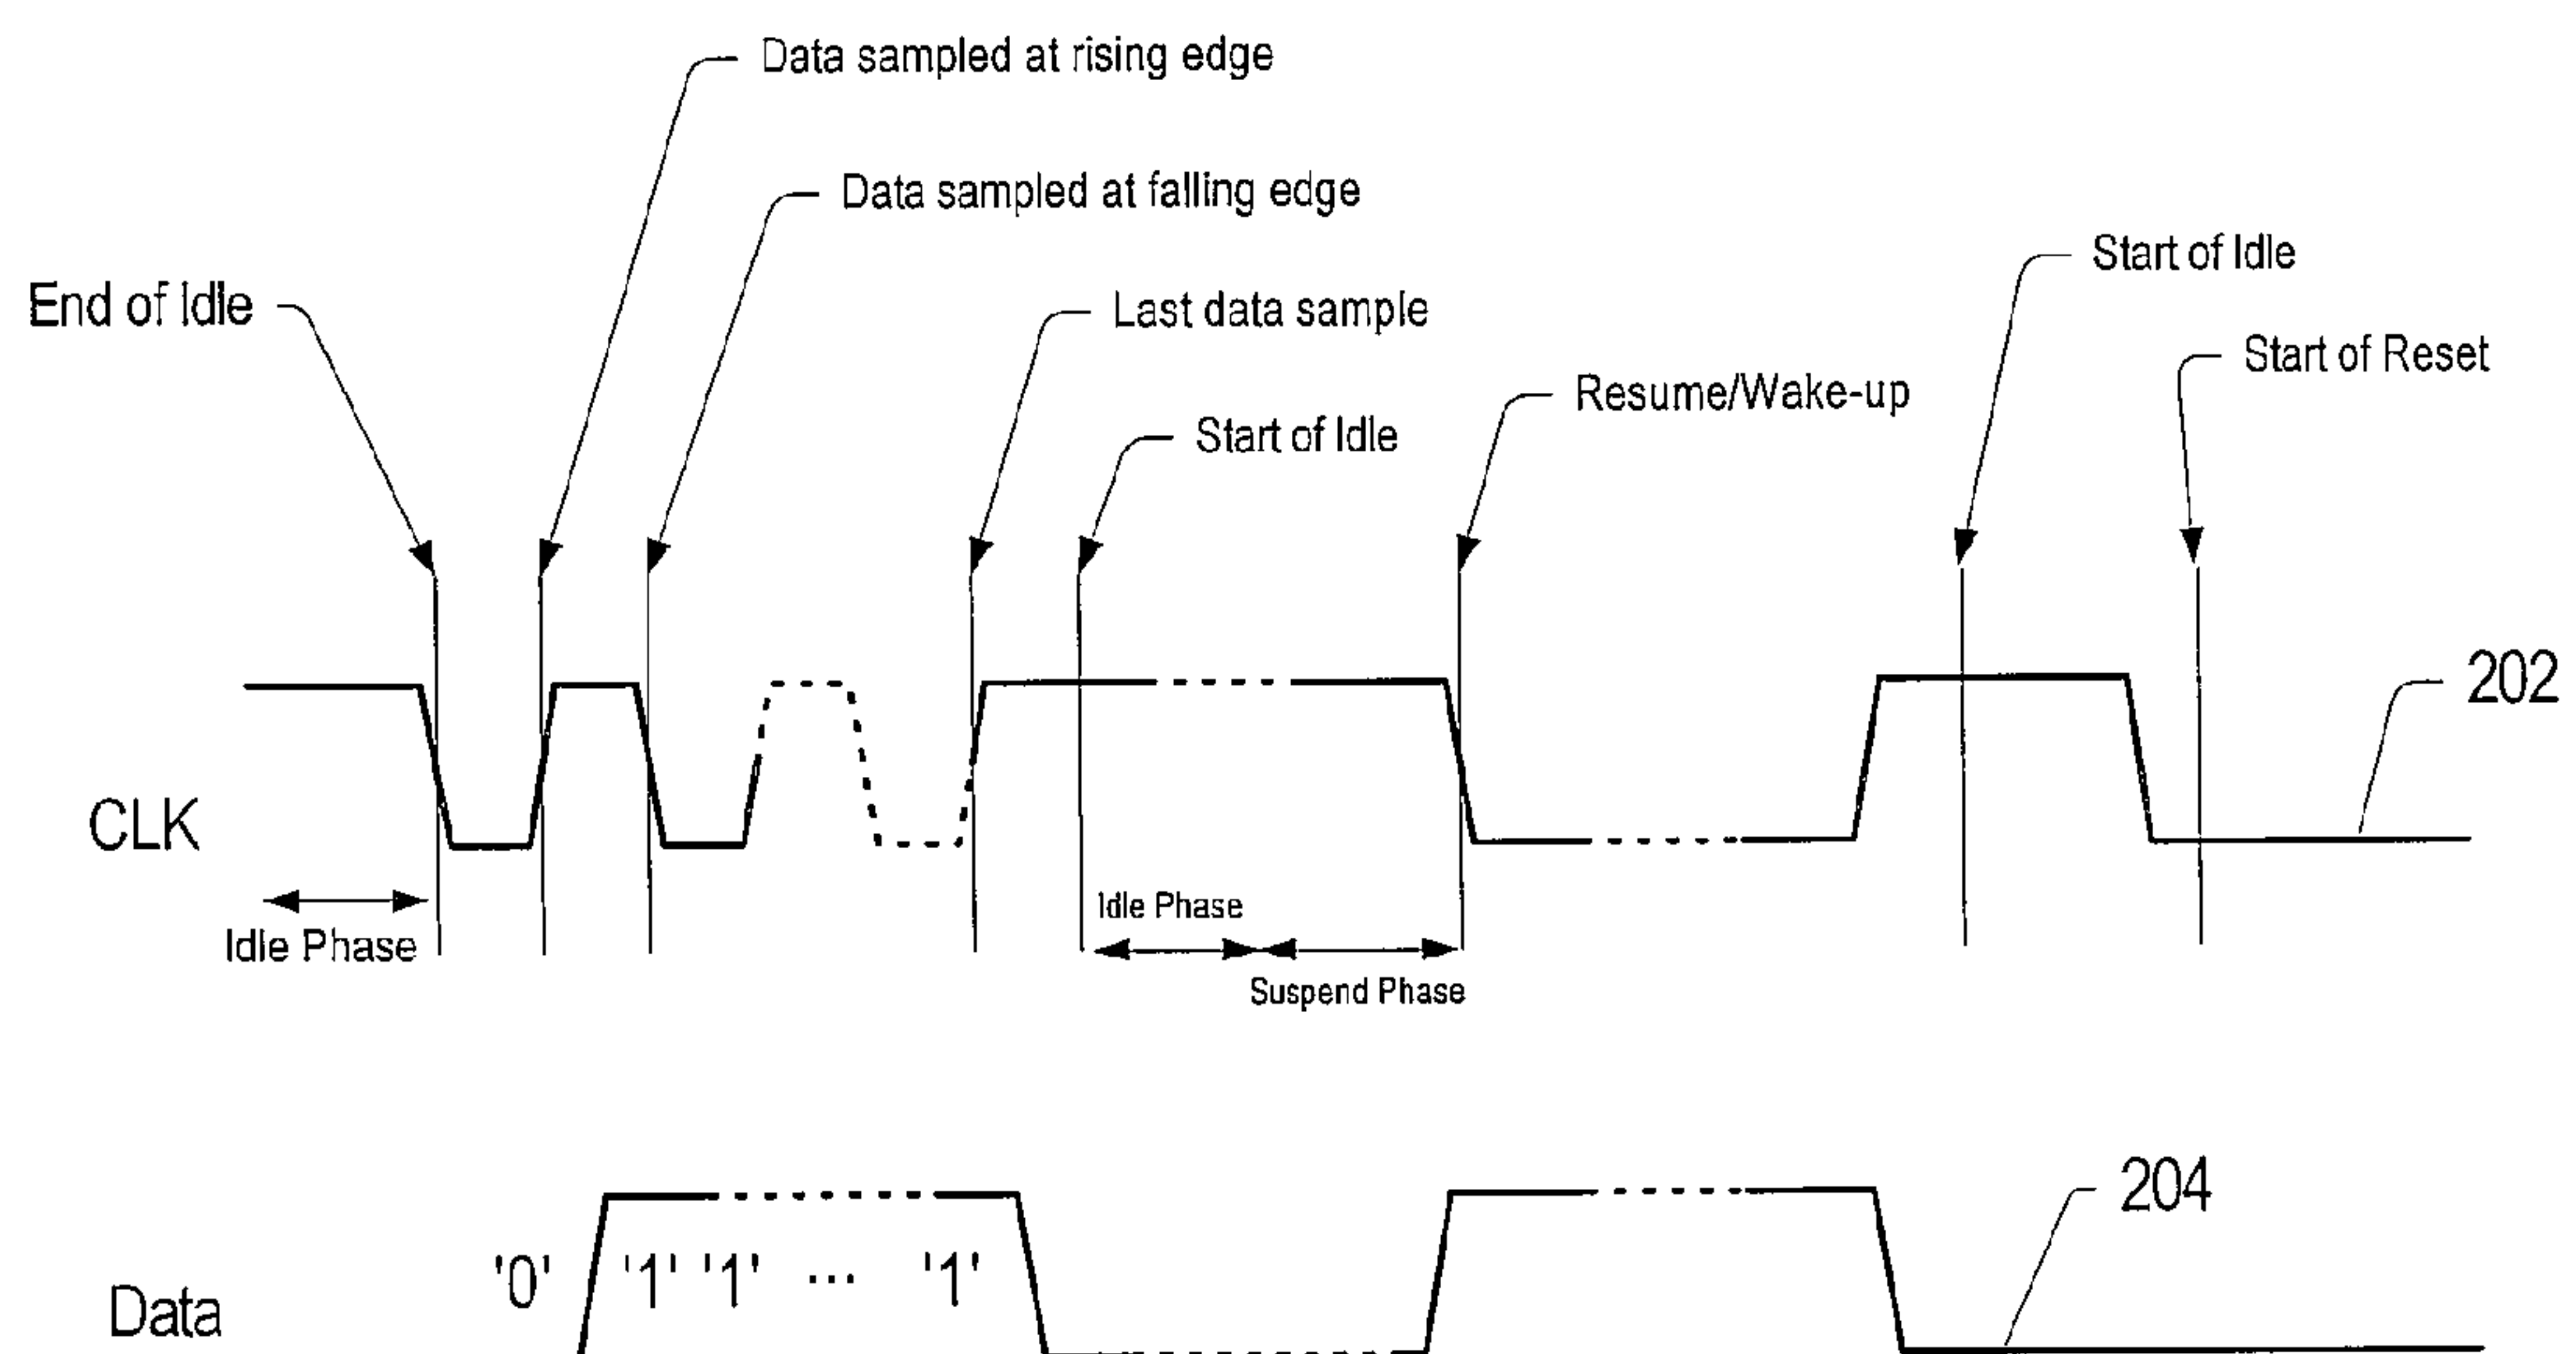 Data sampled at rising edge
Data sampled at falling edge
Start of Idle
End of Idle
Last data sample
Start of Reset
Resume/Wake-up
Start of Idle
202
CLK
Idle Phase
Idle Phase
Suspend Phase
204
'0' '1' '1' ... '1'
Data